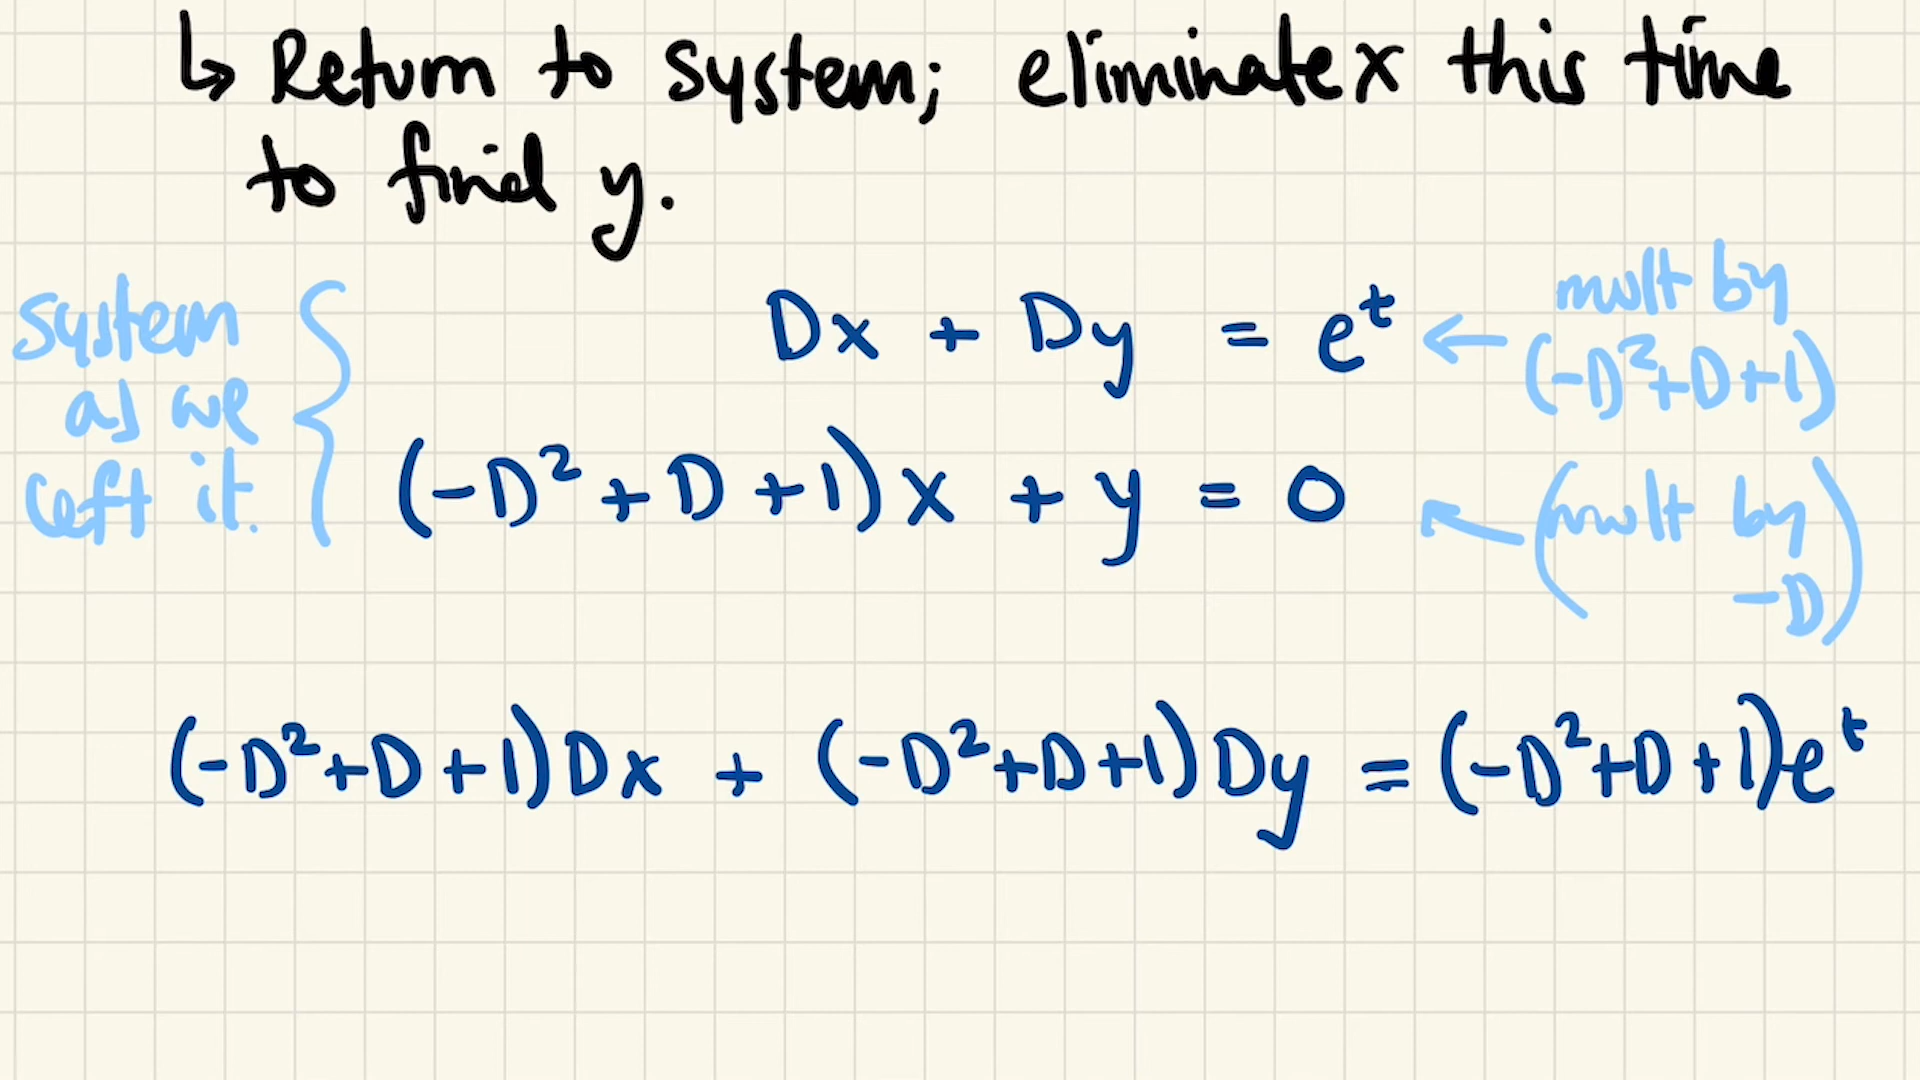 ↳ Return to system; eliminate x this time
to find y.
system
as we
left it.
Dx + Dy = e^t
← mult by
(-D²+D+1)
(-D²+D+1)x + y = 0
← (mult by
-D)
(-D²+D+1)Dx + (-D²+D+1)Dy = (-D²+D+1)e^t